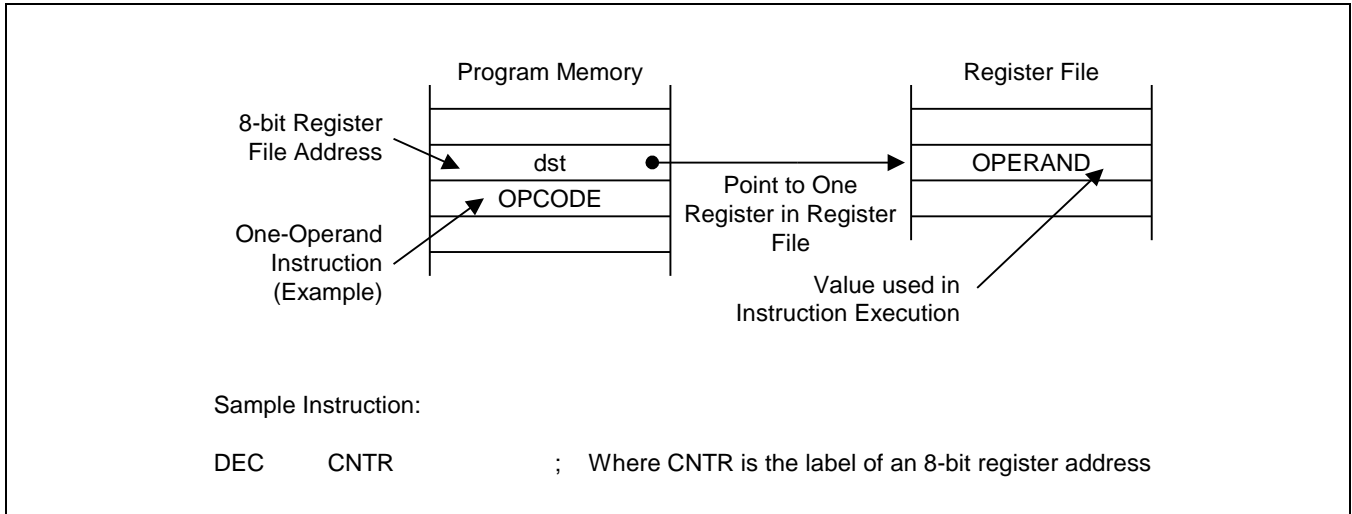 Program Memory
Register File
8-bit Register
File Address
dst
OPERAND
OPCODE
Point to One
Register in Register
File
One-Operand
Instruction
(Example)
Value used in
Instruction Execution
Sample Instruction:
DEC CNTR ; Where CNTR is the label of an 8-bit register address